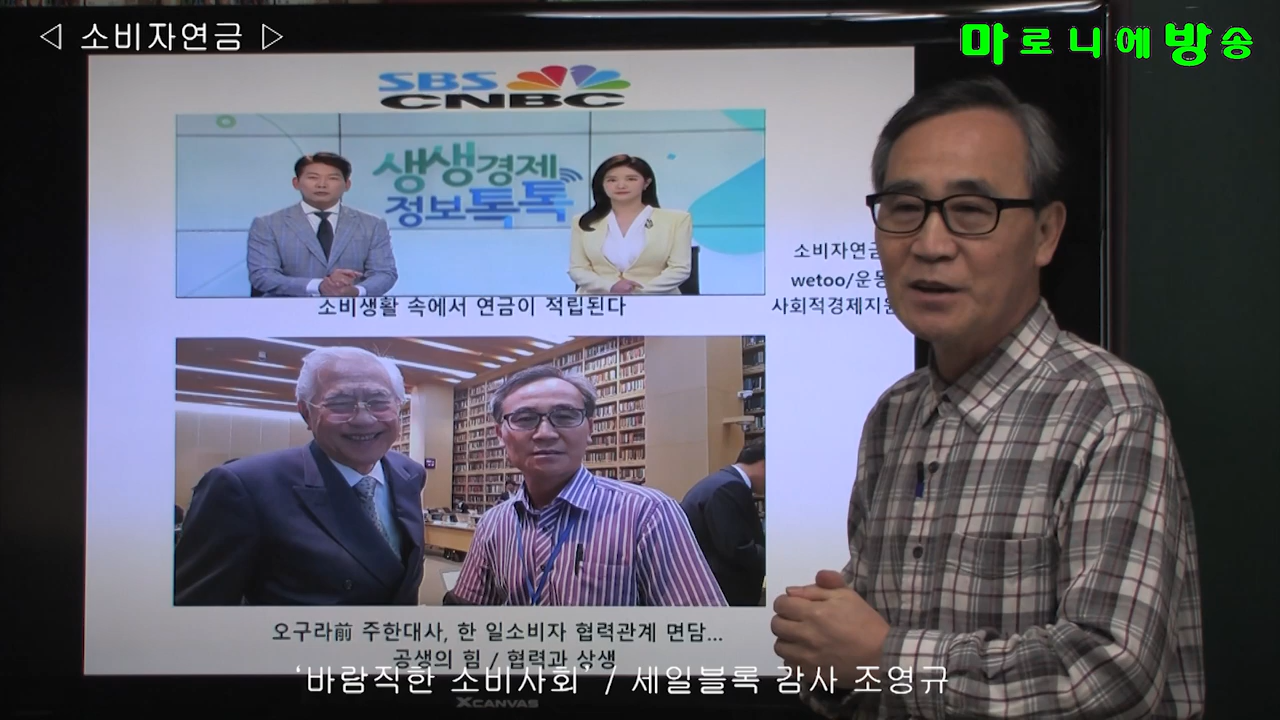 ◁ 소비자연금 ▷
마로니에방송
SBS
CNBC
생생경제
정보톡톡
소비생활 속에서 연금이 적립된다
소비자연금
wetoo/운동
사회적경제지원
오구라前 주한대사, 한 일소비자 협력관계 면담...
공생의 힘 / 협력과 상생
‘바람직한 소비사회’ / 세일블록 감사 조영규
XCANVAS